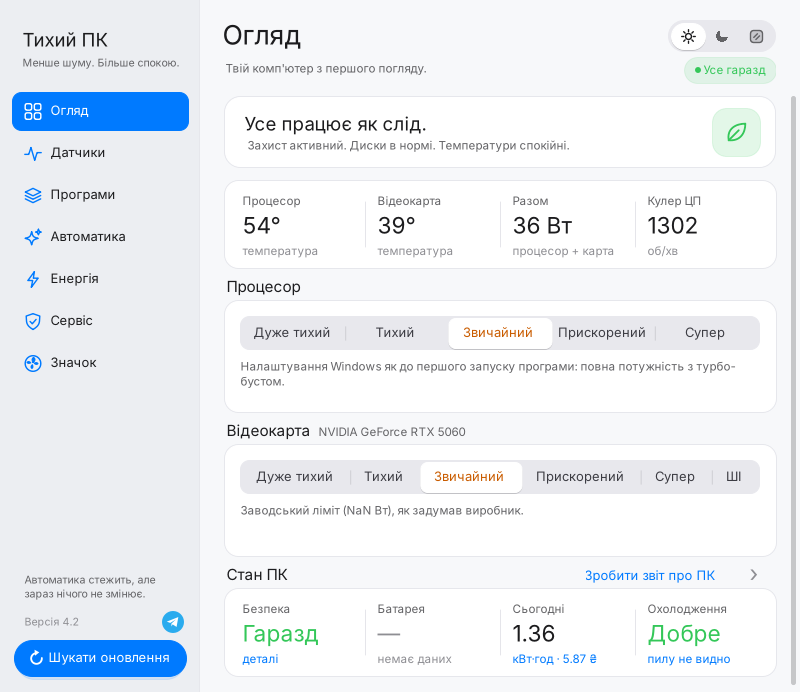 Тихий ПК
Менше шуму. Більше спокою.
Огляд
Датчики
Програми
Автоматика
Енергія
Сервіс
Значок
Автоматика стежить, але
зараз нічого не змінює.
Версія 4.2
Шукати оновлення
Огляд
Твій комп'ютер з першого погляду.
Усе гаразд
Усе працює як слід.
Захист активний. Диски в нормі. Температури спокійні.
Процесор Відеокарта Разом Кулер ЦП
54° 39° 36 Вт 1302
температура температура процесор + карта об/хв
Процесор
Дуже тихий Тихий Звичайний Прискорений Супер
Налаштування Windows як до першого запуску програми: повна потужність з турбо-
бустом.
Відеокарта NVIDIA GeForce RTX 5060
Дуже тихий Тихий Звичайний Прискорений Супер ШІ
Заводський ліміт (NaN Вт), як задумав виробник.
Стан ПК Зробити звіт про ПК
Безпека Батарея Сьогодні Охолодження
Гаразд — 1.36 Добре
деталі немає даних кВт·год · 5.87 ₴ пилу не видно